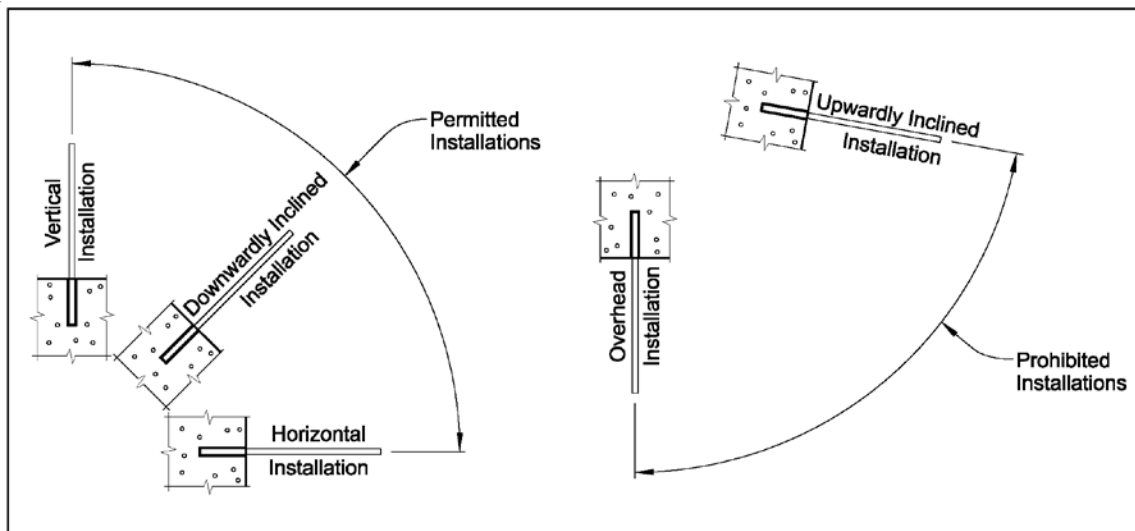 Permitted
Installations
Vertical
Installation
Downwardly Inclined
Installation
Horizontal
Installation
Upwardly Inclined
Installation
Overhead
Installation
Prohibited
Installations